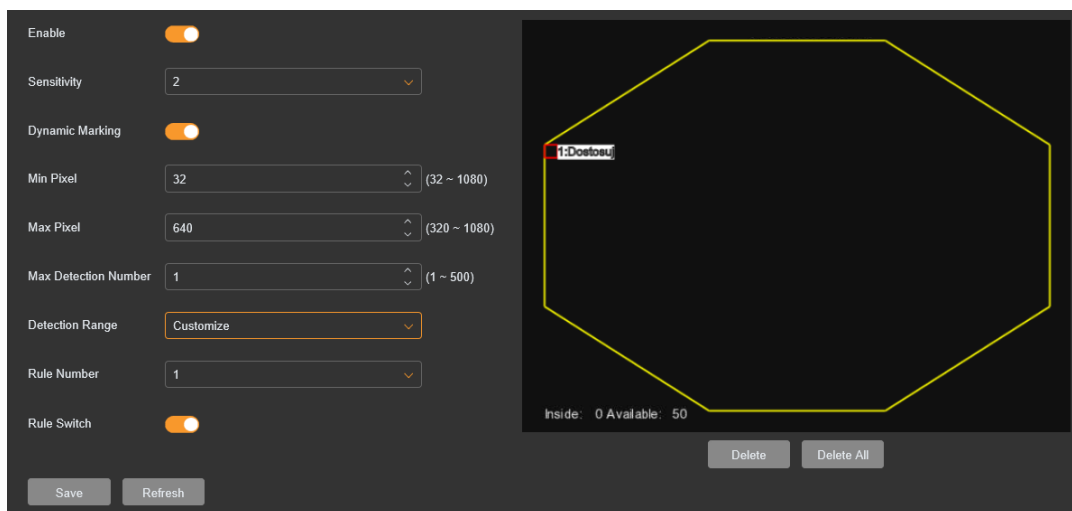 Enable
Sensitivity 2
Dynamic Marking
Min Pixel 32 (32 ~ 1080)
Max Pixel 640 (320 ~ 1080)
Max Detection Number 1 (1 ~ 500)
Detection Range Customize
Rule Number 1
Rule Switch
Save Refresh
1:Dostosuj
Inside: 0 Available: 50
Delete Delete All